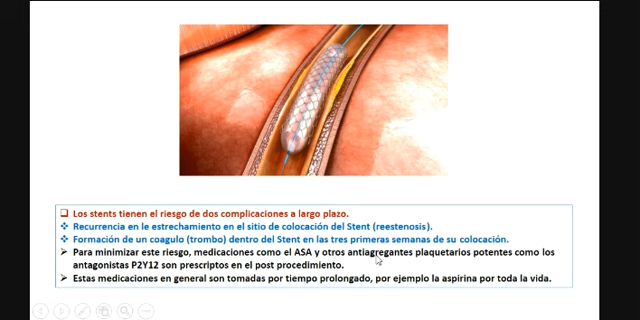 Los stents tienen el riesgo de dos complicaciones a largo plazo.
Recurrencia en le estrechamiento en el sitio de colocación del Stent (reestenosis).
Formación de un coagulo (trombo) dentro del Stent en las tres primeras semanas de su colocación.
Para minimizar este riesgo, medicaciones como el ASA y otros antiagregantes plaquetarios potentes como los
antagonistas P2Y12 son prescriptos en el post procedimiento.
Estas medicaciones en general son tomadas por tiempo prolongado, por ejemplo la aspirina por toda la vida.